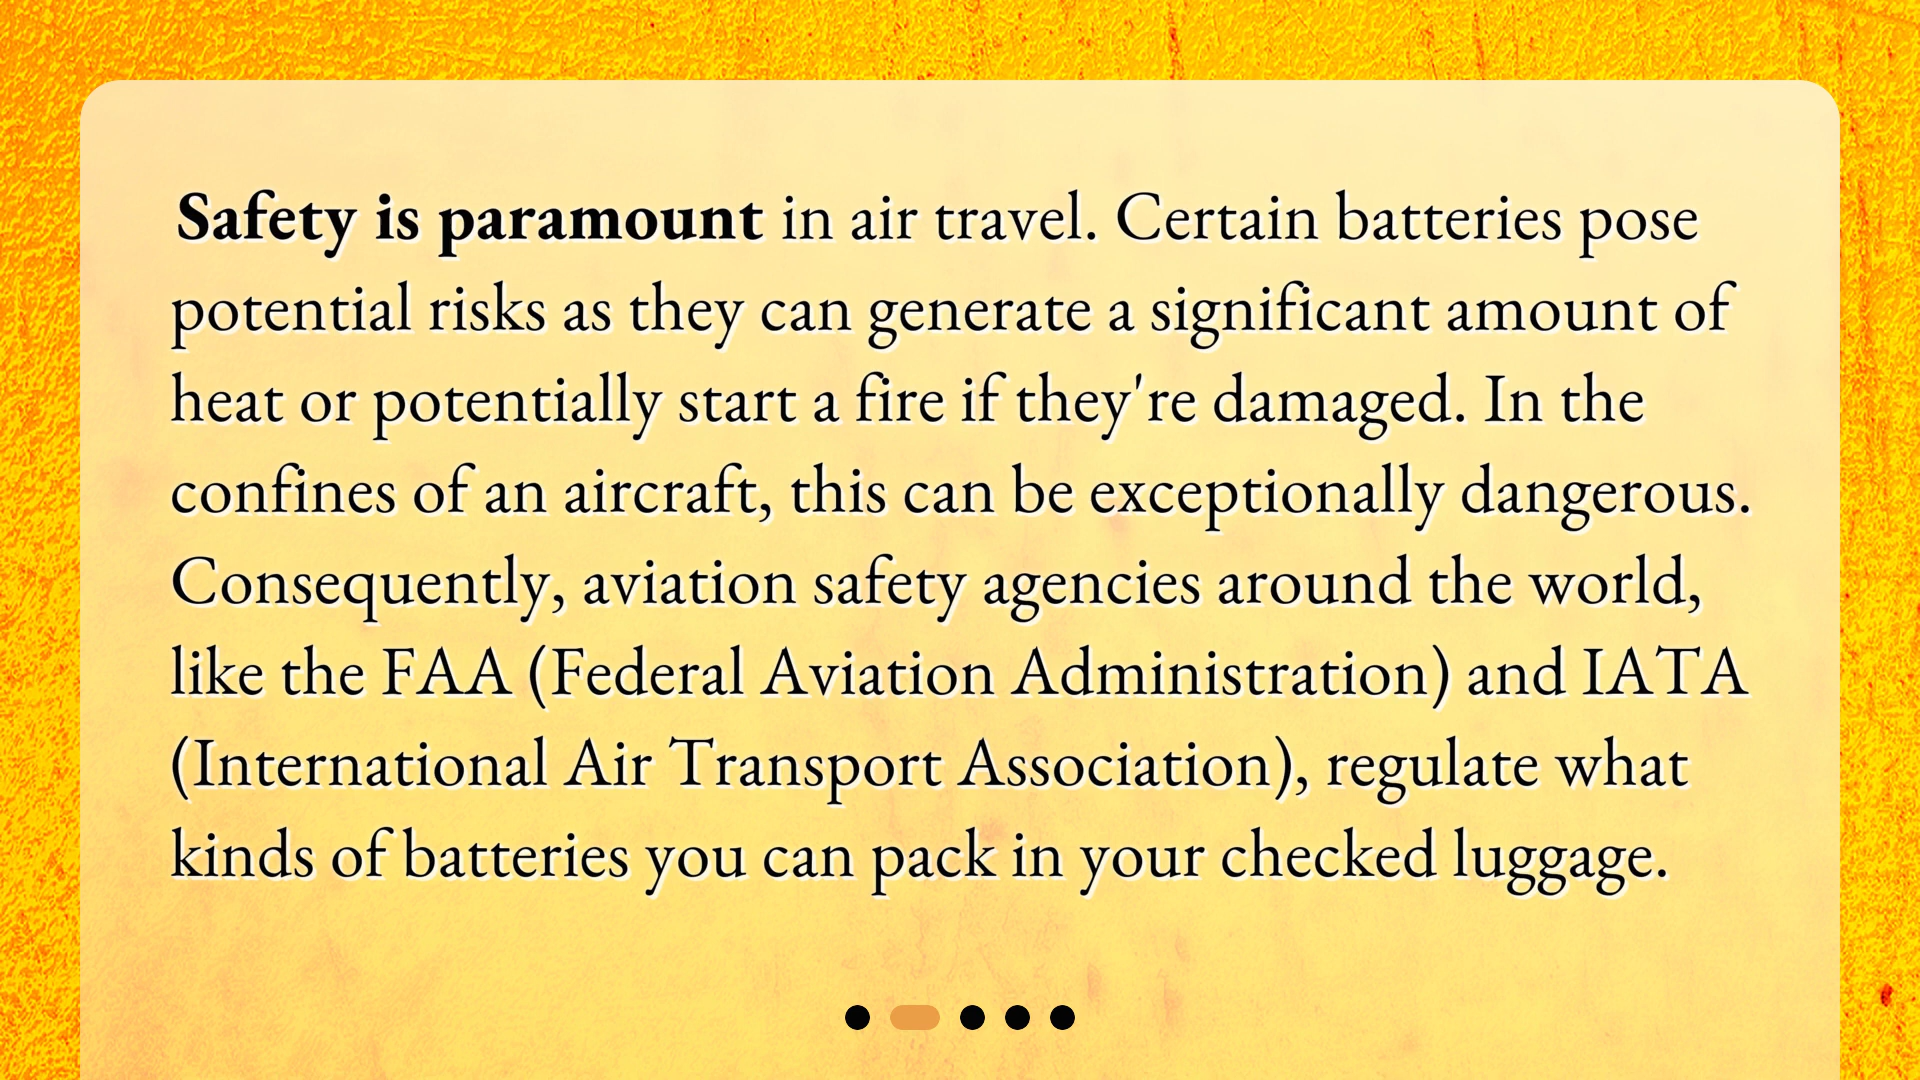 Safety is paramount in air travel. Certain batteries pose
potential risks as they can generate a significant amount of
heat or potentially start a fire if they're damaged. In the
confines of an aircraft, this can be exceptionally dangerous.
Consequently, aviation safety agencies around the world,
like the FAA (Federal Aviation Administration) and IATA
(International Air Transport Association), regulate what
kinds of batteries you can pack in your checked luggage.